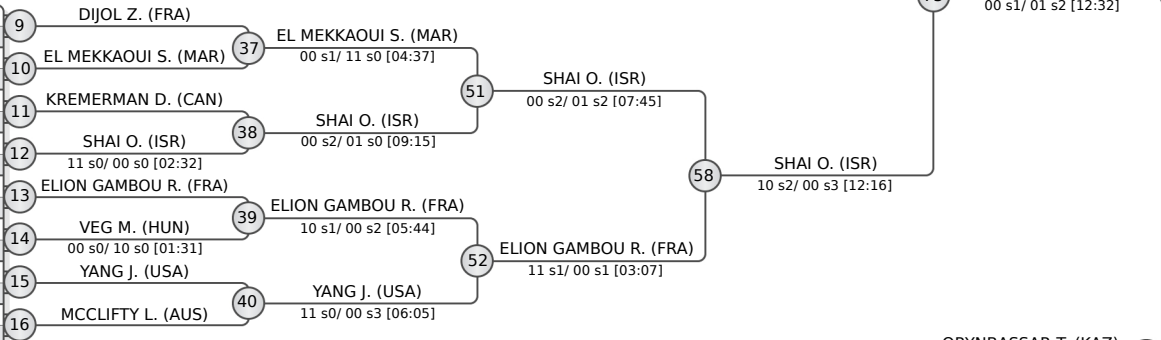 00 s1/ 01 s2 [12:32]
9
DIJOL Z. (FRA)
37
EL MEKKAOUI S. (MAR)
00 s1/ 11 s0 [04:37]
10
EL MEKKAOUI S. (MAR)
51
SHAI O. (ISR)
00 s2/ 01 s2 [07:45]
11
KREMERMAN D. (CAN)
38
SHAI O. (ISR)
00 s2/ 01 s0 [09:15]
12
SHAI O. (ISR)
11 s0/ 00 s0 [02:32]
58
SHAI O. (ISR)
10 s2/ 00 s3 [12:16]
13
ELION GAMBOU R. (FRA)
39
ELION GAMBOU R. (FRA)
10 s1/ 00 s2 [05:44]
14
VEG M. (HUN)
00 s0/ 10 s0 [01:31]
52
ELION GAMBOU R. (FRA)
11 s1/ 00 s1 [03:07]
15
YANG J. (USA)
40
YANG J. (USA)
11 s0/ 00 s3 [06:05]
16
MCCLIFTY L. (AUS)